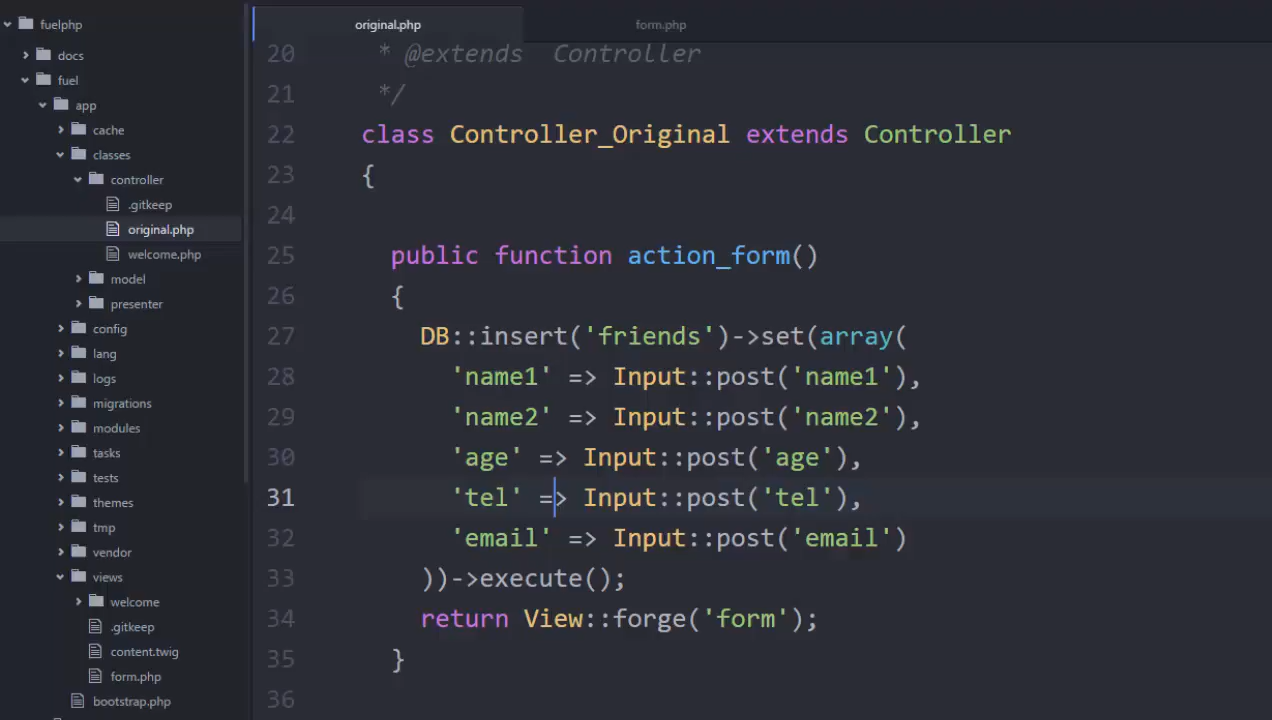 fuelphp
docs
fuel
app
cache
classes
controller
.gitkeep
original.php
welcome.php
model
presenter
config
lang
logs
migrations
modules
tasks
tests
themes
tmp
vendor
views
welcome
.gitkeep
content.twig
form.php
bootstrap.php
original.php
form.php
20 * @extends  Controller
21 */
22 class Controller_Original extends Controller
23 {
24
25 public function action_form()
26 {
27 DB::insert('friends')->set(array(
28 'name1' => Input::post('name1'),
29 'name2' => Input::post('name2'),
30 'age' => Input::post('age'),
31 'tel' => Input::post('tel'),
32 'email' => Input::post('email')
33 ))->execute();
34 return View::forge('form');
35 }
36